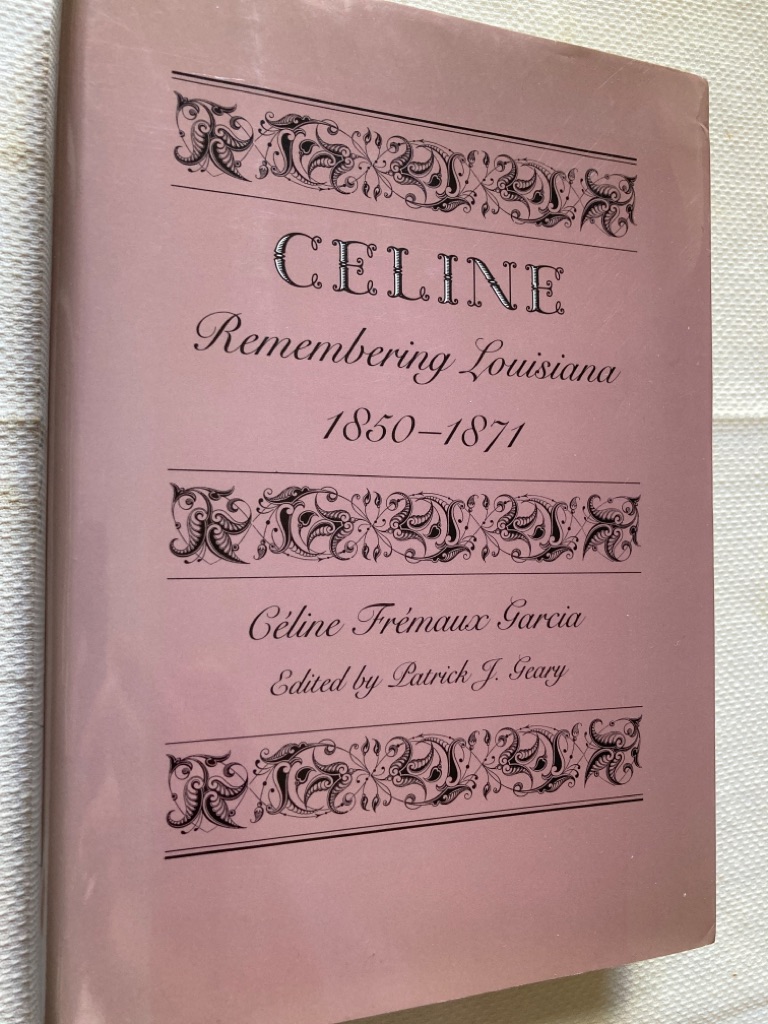 CELINE
Remembering Louisiana
1850–1871
Céline Frémaux Garcia
Edited by Patrick J. Geary